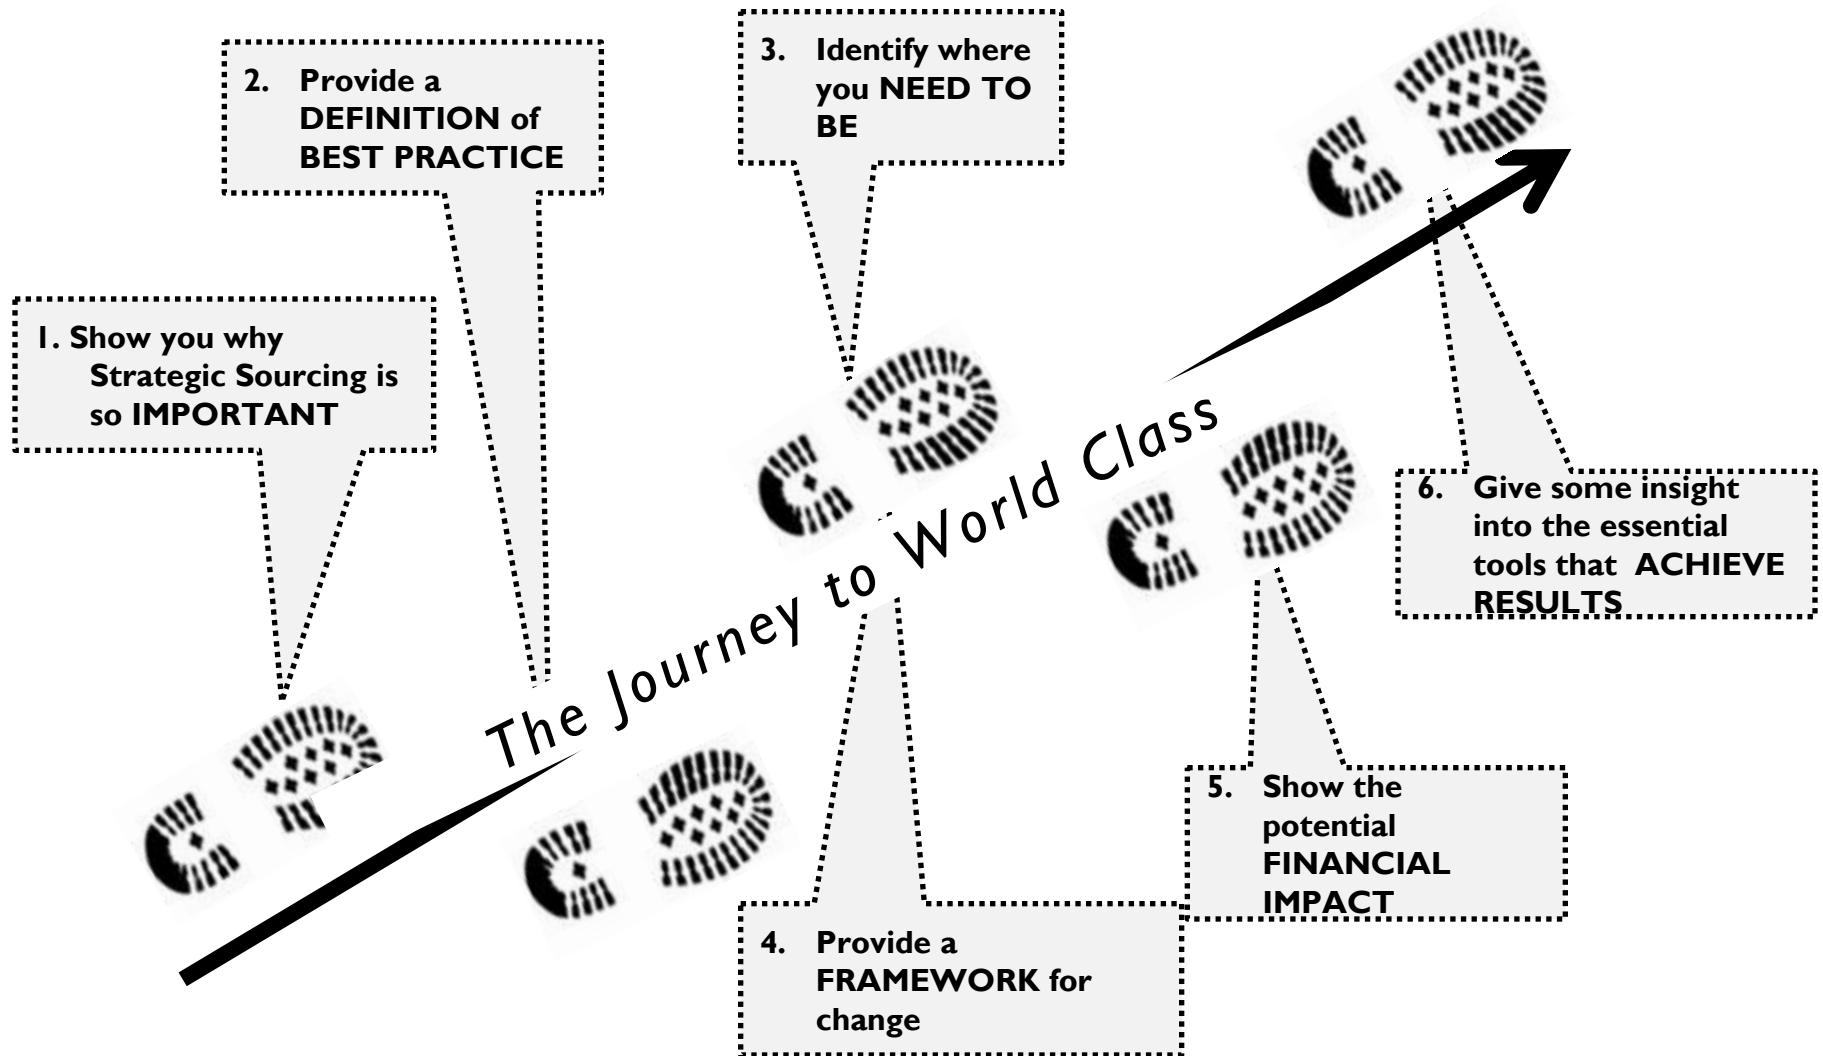 1. Show you why
Strategic Sourcing is
so IMPORTANT
2. Provide a
DEFINITION of
BEST PRACTICE
3. Identify where
you NEED TO
BE
The Journey to World Class
4. Provide a
FRAMEWORK for
change
5. Show the
potential
FINANCIAL
IMPACT
6. Give some insight
into the essential
tools that ACHIEVE
RESULTS